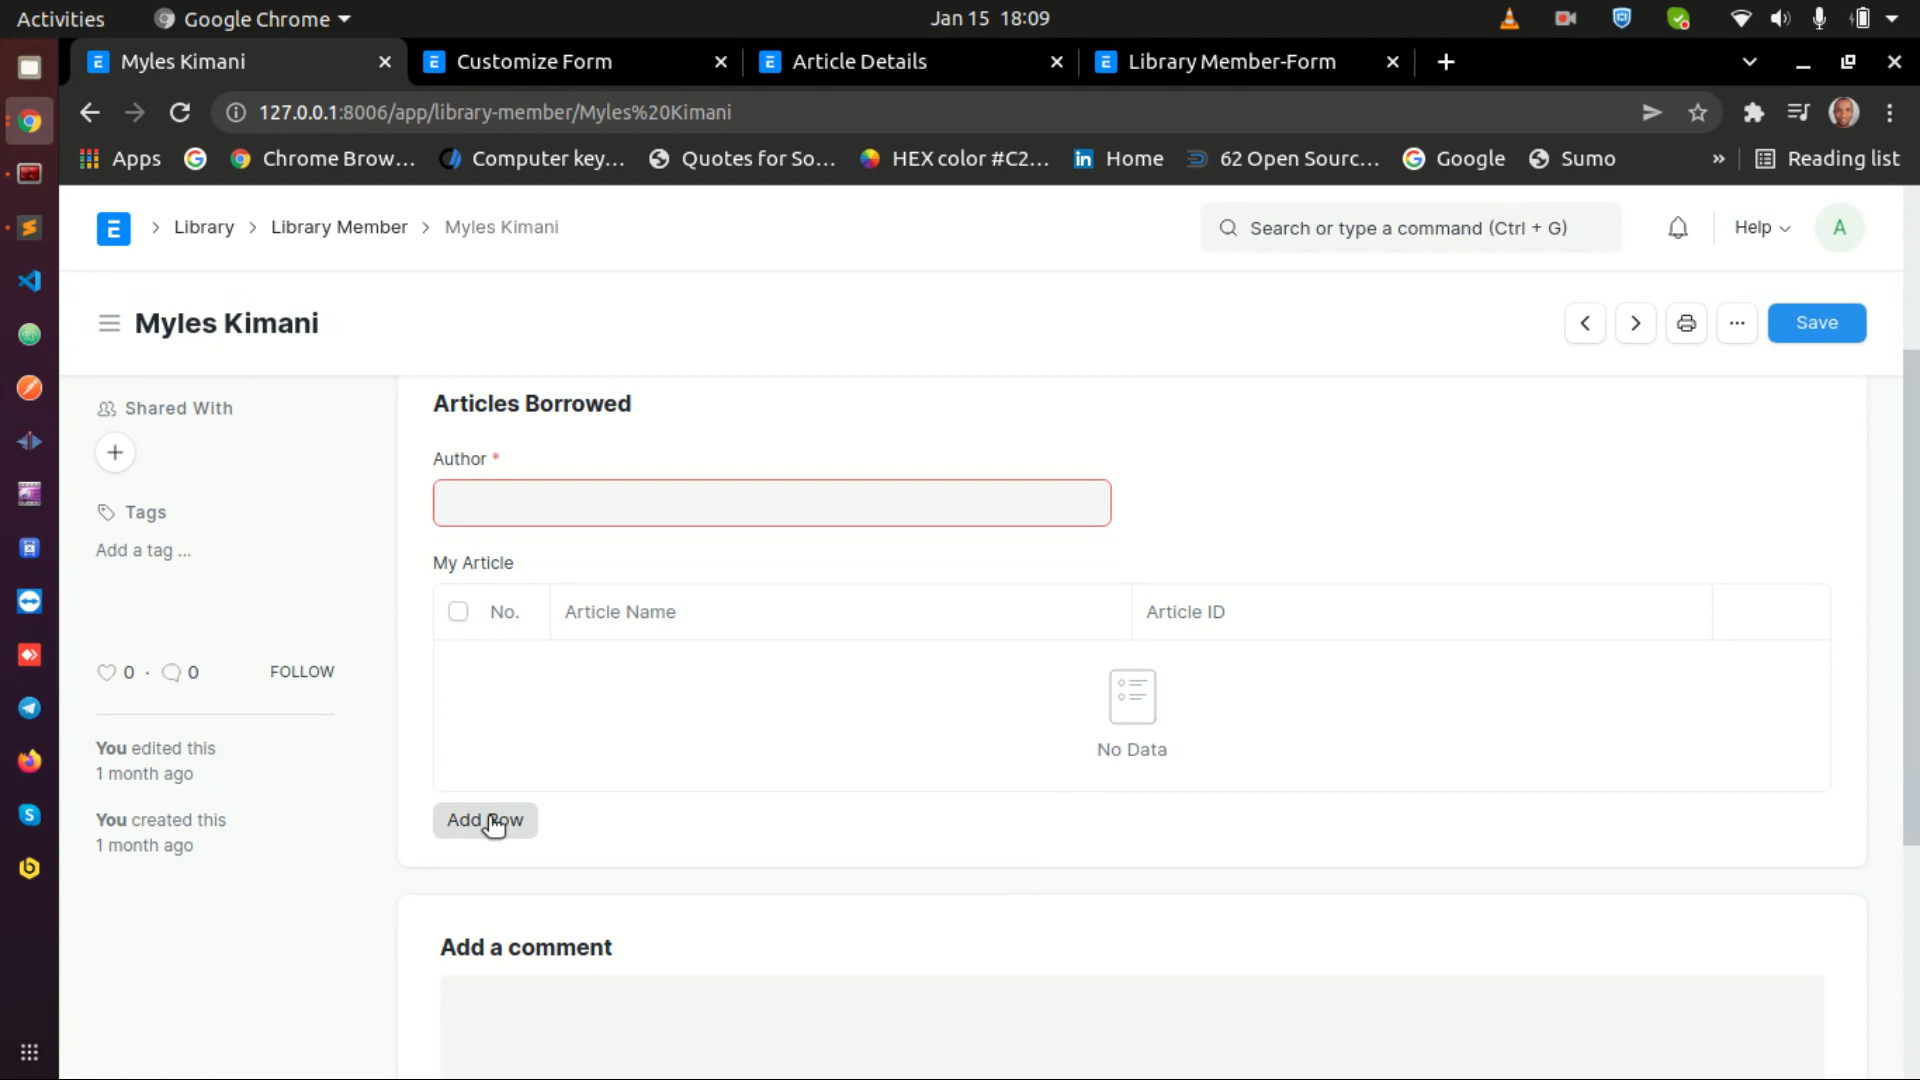 Activities
Google Chrome
Jan 15 18:09
Myles Kimani
Customize Form
Article Details
Library Member-Form
127.0.0.1:8006/app/library-member/Myles%20Kimani
Apps
Chrome Brow...
Computer key...
Quotes for So...
HEX color #C2...
Home
62 Open Sourc...
Google
Sumo
»
Reading list
Library
Library Member
Myles Kimani
Search or type a command (Ctrl + G)
Help
A
Myles Kimani
Save
Shared With
Tags
Add a tag ...
0 · 0
FOLLOW
You edited this
1 month ago
You created this
1 month ago
Articles Borrowed
Author *
My Article
No.
Article Name
Article ID
No Data
Add Row
Add a comment